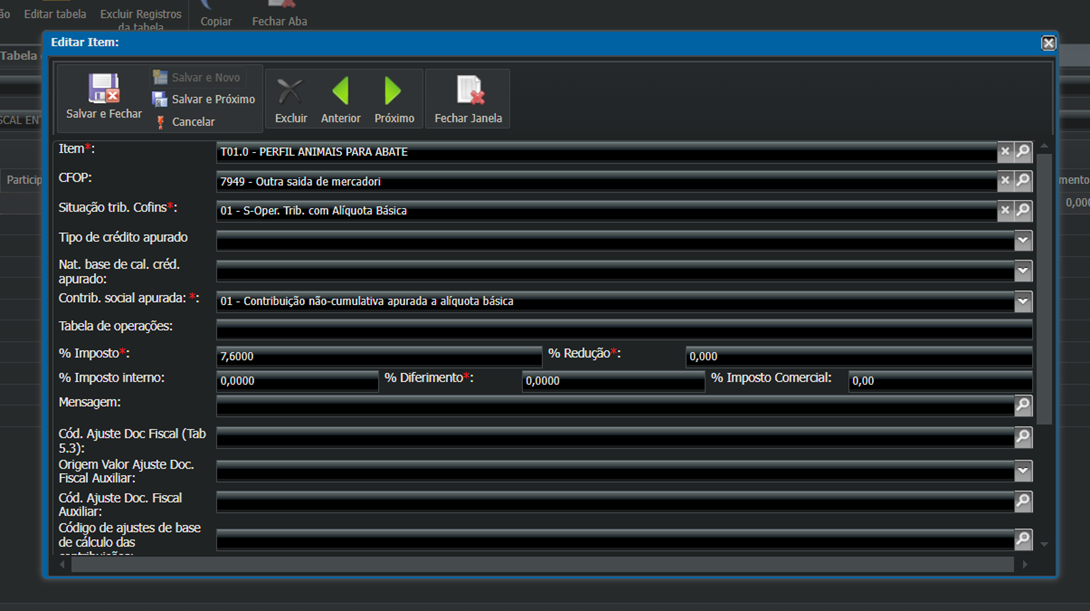 ão Editar tabela Excluir Registros Copiar Fechar Aba
da tabela
Editar Item:
Tabela
Salvar e Fechar
Salvar e Novo
Salvar e Próximo
Cancelar
Excluir Anterior Próximo Fechar Janela
SCAL ENT
Particip
mento
0,000
Item*: T01.0 - PERFIL ANIMAIS PARA ABATE
CFOP: 7949 - Outra saida de mercadori
Situação trib. Cofins*: 01 - S-Oper. Trib. com Alíquota Básica
Tipo de crédito apurado
Nat. base de cal. créd.
apurado:
Contrib. social apurada: *: 01 - Contribuição não-cumulativa apurada a alíquota básica
Tabela de operações:
% Imposto*: 7,6000 % Redução*: 0,000
% Imposto interno: 0,0000 % Diferimento*: 0,0000 % Imposto Comercial: 0,00
Mensagem:
Cód. Ajuste Doc Fiscal (Tab
5.3):
Origem Valor Ajuste Doc.
Fiscal Auxiliar:
Cód. Ajuste Doc. Fiscal
Auxiliar:
Código de ajustes de base
de cálculo das
contribuições: